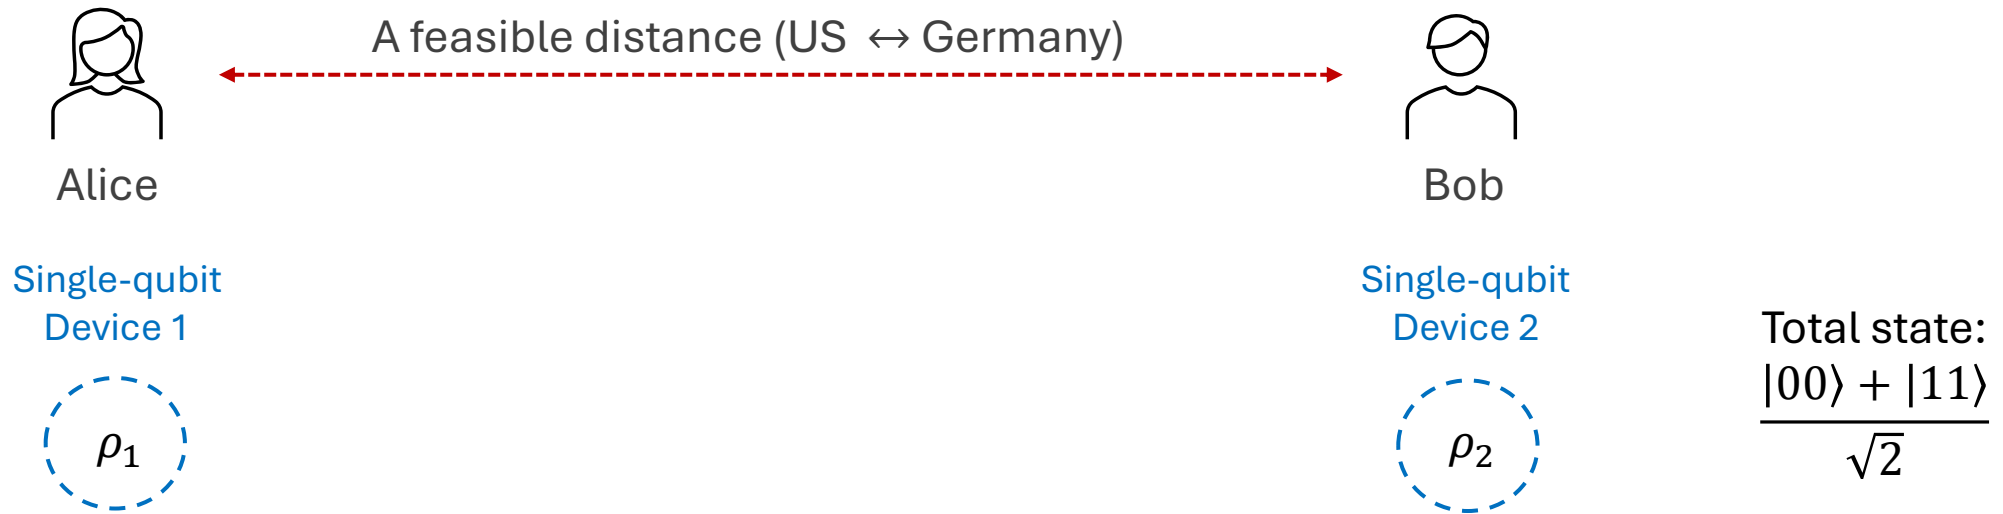 A feasible distance (US ↔ Germany)
Alice
Bob
Single-qubit
Device 1
Single-qubit
Device 2
Total state:
|00⟩ + |11⟩
√2
ρ₁
ρ₂